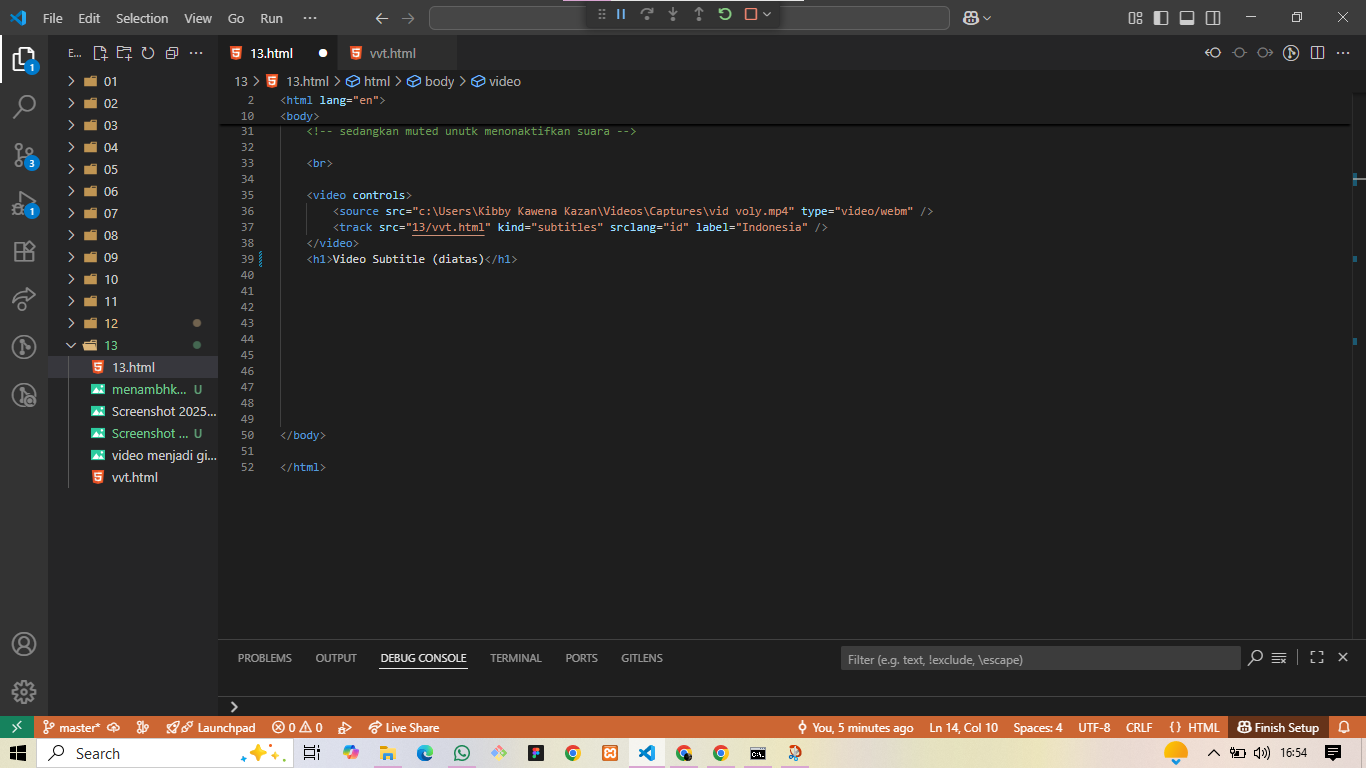 File Edit Selection View Go Run ···
E... ···
01
02
03
04
05
06
07
08
09
10
11
12
13
13.html
menambhk... U
Screenshot 2025...
Screenshot ... U
video menjadi gi...
vvt.html
1
3
1
13.html
vvt.html
13 > 13.html > html > body > video
2 <html lang="en">
10 <body>
31 <!-- sedangkan muted unutk menonaktifkan suara -->
32
33 <br>
34
35 <video controls>
36 <source src="c:\Users\Kibby Kawena Kazan\Videos\Captures\vid voly.mp4" type="video/webm" />
37 <track src="13/vvt.html" kind="subtitles" srclang="id" label="Indonesia" />
38 </video>
39 <h1>Video Subtitle (diatas)</h1>
40
41
42
43
44
45
46
47
48
49
50 </body>
51
52 </html>
PROBLEMS OUTPUT DEBUG CONSOLE TERMINAL PORTS GITLENS
Filter (e.g. text, !exclude, \escape)
master* Launchpad 0 0 Live Share You, 5 minutes ago Ln 14, Col 10 Spaces: 4 UTF-8 CRLF {} HTML Finish Setup
Search
16:54